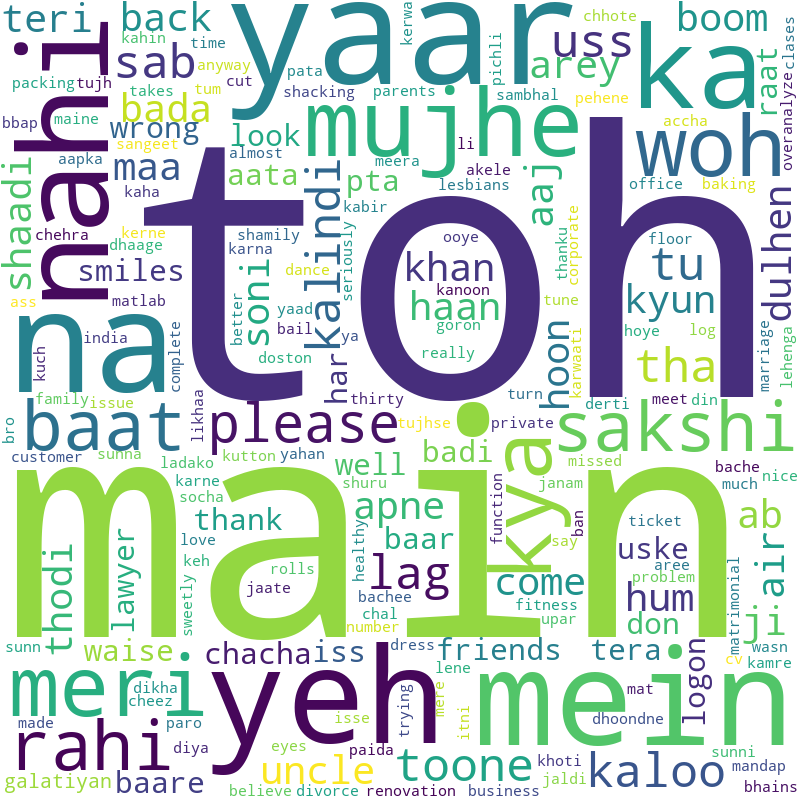 teri
back
yaar
chhote
boom
kahin
time
kerwa
uss
clases
nahi
sab
anyway
pata
pichli
arey
ka
raat
packing
tujh
takes
cut
tum
shacking
parents
sambhal
pehene
overanalyze
bbap
maine
bada
mujhe
accha
wrong
look
li
woh
sangeet
almost
meera
aaj
aapka
maa
aata
pta
akele
office
baking
shaadi
kaha
kalindi
kabir
lesbians
toh
dulhen
chehra
kerne
shamily
ooye
thanku
corporate
floor
dhaage
karna
seriously
khan
tu
smiles
soni
dance
kanoon
kyun
ass
matlab
better
yaad
haan
tune
india
bail
ya
goron
hoye
log
lehenga
na
complete
doston
really
hoon
karwaati
tha
marriage
kuch
har
family
issue
likhaa
thirty
turn
derti
meet
din
bro
baat
please
tujhse
private
sakshi
customer
sunna
kutton
yahan
badi
missed
bache
nice
ladako
well
kya
karne
shuru
janam
much
main
socha
apne
function
ban
ab
thodi
lawyer
thank
baar
ticket
love
healthy
say
uske
aree
air
keh
rolls
lag
come
problem
sweetly
jaate
bachee
fitness
hum
matrimonial
chal
upar
number
don
ji
sunn
waise
chacha
iss
dress
friends
tera
logon
wasn
meri
yeh
lene
mein
cv
kamre
dikha
mat
cheez
isse
trying
mere
itni
made
paro
dhoondne
rahi
diya
eyes
paida
toone
khoti
kaloo
sunni
mandap
galatiyan
baare
uncle
jaldi
believe
divorce
renovation
business
bhains